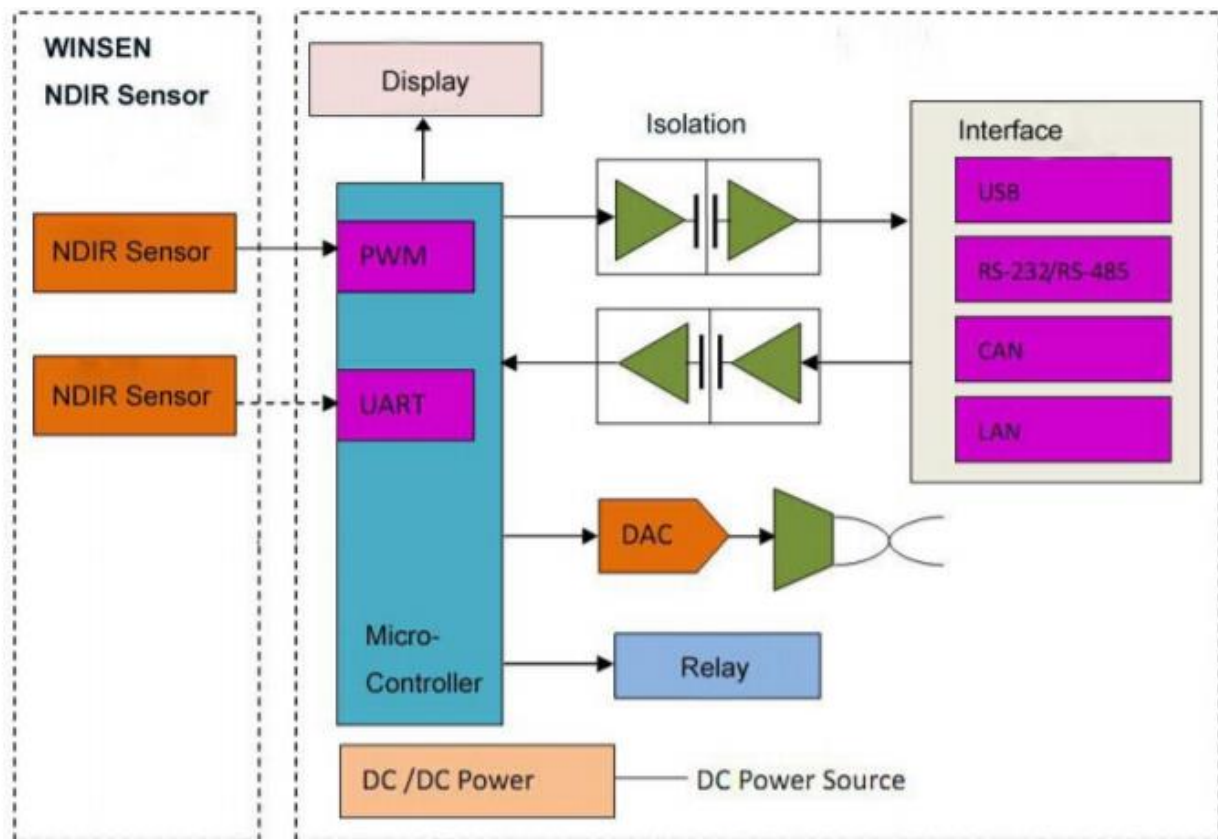 WINSEN
NDIR Sensor
Display
Isolation
Interface
USB
RS-232/RS-485
CAN
LAN
NDIR Sensor
PWM
NDIR Sensor
UART
DAC
Micro-
Controller
Relay
DC /DC Power
DC Power Source